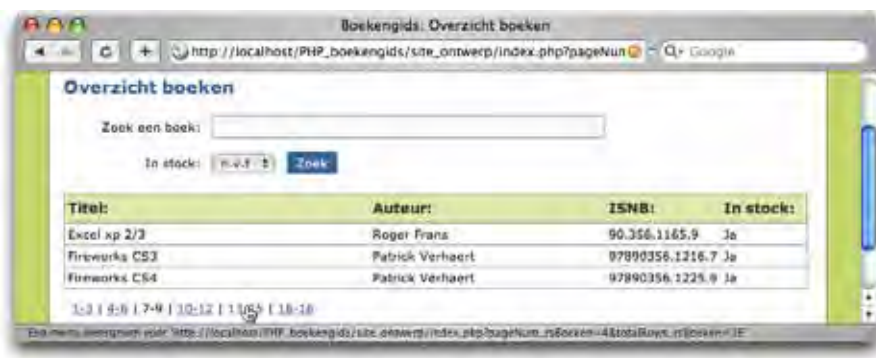 Boekengids: Overzicht boeken
http://localhost/PHP_boekengids/site_ontwerp/index.php?pageNum
Google
Overzicht boeken
Zoek een boek:
In stock: n.v.t Zoek
Titel: Auteur: ISNB: In stock:
Excel xp 2/3 Roger Frans 90.356.1165.9 Ja
Fireworks CS3 Patrick Verhaert 97890356.1216.7 Ja
Fireworks CS4 Patrick Verhaert 97890356.1225.9 Ja
1-3 | 4-6 | 7-9 | 10-12 | | 16-16